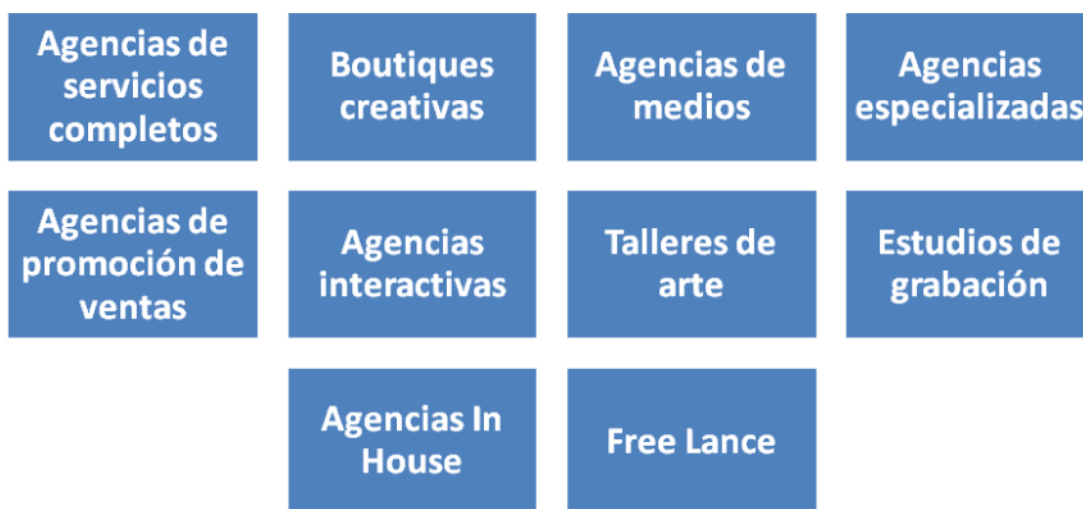 Agencias de
servicios
completos
Boutiques
creativas
Agencias de
medios
Agencias
especializadas
Agencias de
promoción de
ventas
Agencias
interactivas
Talleres de
arte
Estudios de
grabación
Agencias In
House
Free Lance